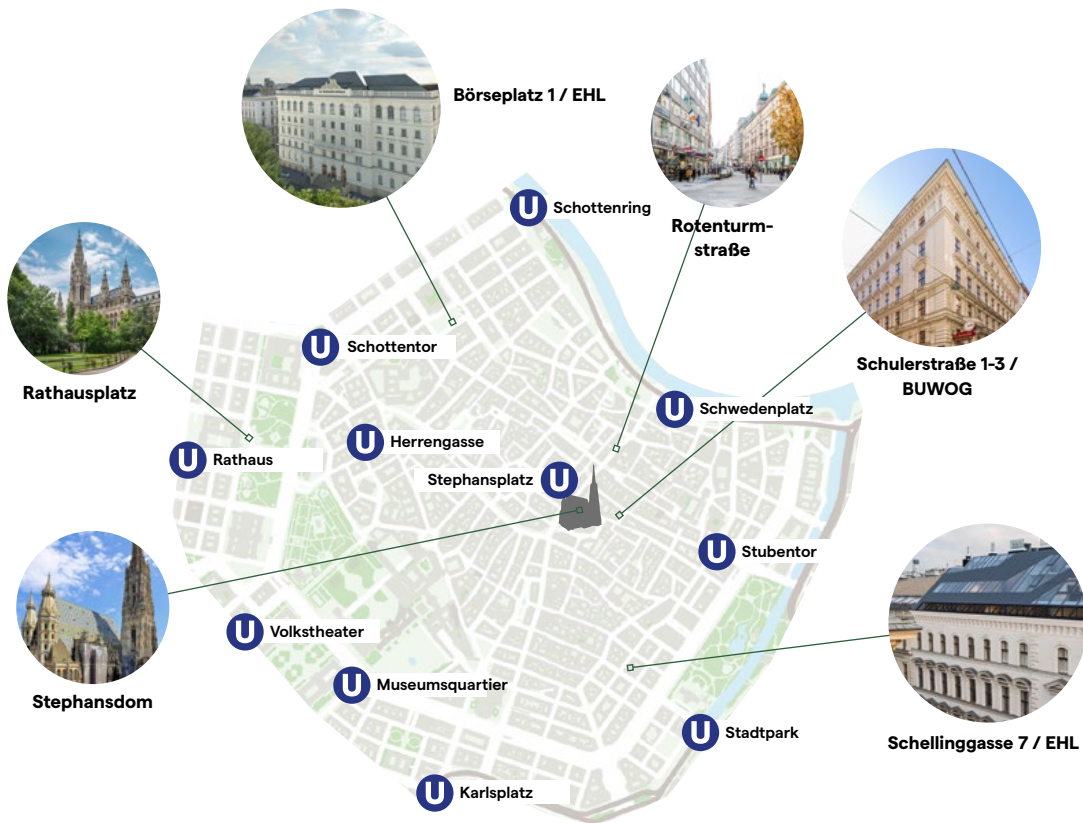 Börseplatz 1 / EHL
Rotenturm-
straße
U Schottenring
Schulerstraße 1-3 /
BUWOG
U Schottentor
Rathausplatz
U Schwedenplatz
U Herrengasse
U Rathaus
Stephansplatz U
U Stubentor
U Volkstheater
U Museumsquartier
Stephansdom
U Stadtpark
Schellinggasse 7 / EHL
U Karlsplatz